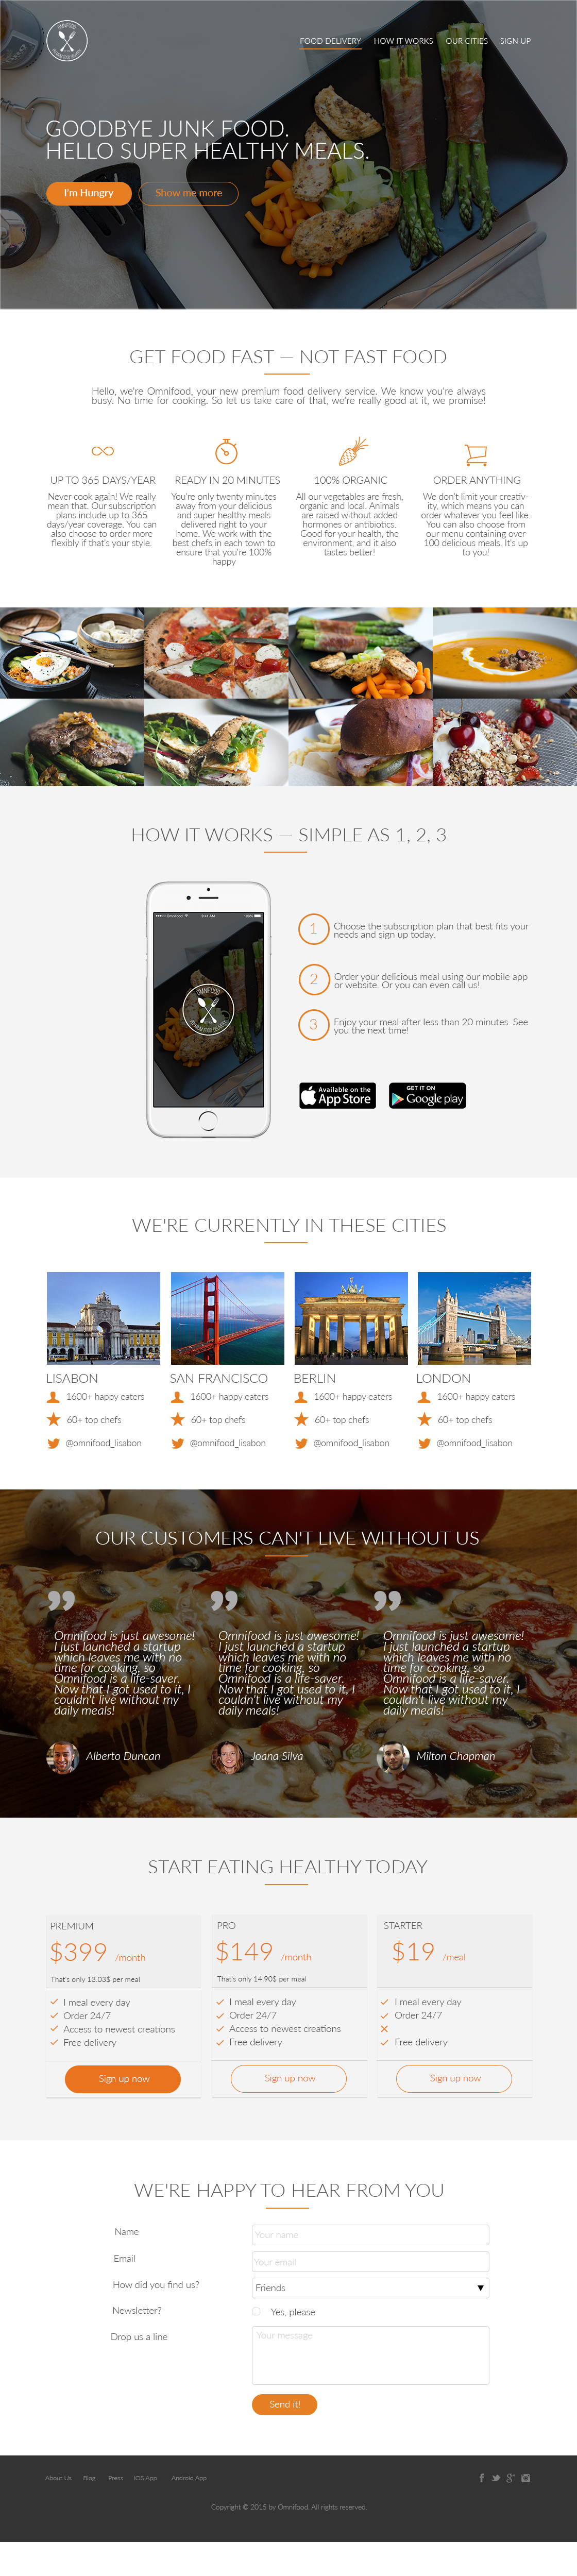 OMNIFOOD
FOOD DELIVERY HOW IT WORKS OUR CITIES SIGN UP
GOODBYE JUNK FOOD.
HELLO SUPER HEALTHY MEALS.
I'm Hungry Show me more
GET FOOD FAST — NOT FAST FOOD
Hello, we're Omnifood, your new premium food delivery service. We know you're always
busy. No time for cooking. So let us take care of that, we're really good at it, we promise!
UP TO 365 DAYS/YEAR
Never cook again! We really
mean that. Our subscription
plans include up to 365
days/year coverage. You can
also choose to order more
flexibly if that's your style.
READY IN 20 MINUTES
You're only twenty minutes
away from your delicious
and super healthy meals
delivered right to your
home. We work with the
best chefs in each town to
ensure that you're 100%
happy
100% ORGANIC
All our vegetables are fresh,
organic and local. Animals
are raised without added
hormones or antibiotics.
Good for your health, the
environment, and it also
tastes better!
ORDER ANYTHING
We don't limit your creativ-
ity, which means you can
order whatever you feel like.
You can also choose from
our menu containing over
100 delicious meals. It's up
to you!
HOW IT WORKS — SIMPLE AS 1, 2, 3
Omnifood 9:41 AM 100%
OMNIFOOD
1 Choose the subscription plan that best fits your
needs and sign up today.
2 Order your delicious meal using our mobile app
or website. Or you can even call us!
3 Enjoy your meal after less than 20 minutes. See
you the next time!
Available on the
App Store
GET IT ON
Google play
WE'RE CURRENTLY IN THESE CITIES
LISABON
1600+ happy eaters
60+ top chefs
@omnifood_lisabon
SAN FRANCISCO
1600+ happy eaters
60+ top chefs
@omnifood_lisabon
BERLIN
1600+ happy eaters
60+ top chefs
@omnifood_lisabon
LONDON
1600+ happy eaters
60+ top chefs
@omnifood_lisabon
OUR CUSTOMERS CAN'T LIVE WITHOUT US
Omnifood is just awesome!
I just launched a startup
which leaves me with no
time for cooking, so
Omnifood is a life-saver.
Now that I got used to it, I
couldn't live without my
daily meals!
Alberto Duncan
Omnifood is just awesome!
I just launched a startup
which leaves me with no
time for cooking, so
Omnifood is a life-saver.
Now that I got used to it, I
couldn't live without my
daily meals!
Joana Silva
Omnifood is just awesome!
I just launched a startup
which leaves me with no
time for cooking, so
Omnifood is a life-saver.
Now that I got used to it, I
couldn't live without my
daily meals!
Milton Chapman
START EATING HEALTHY TODAY
PREMIUM
$399 /month
That's only 13.03$ per meal
I meal every day
Order 24/7
Access to newest creations
Free delivery
Sign up now
PRO
$149 /month
That's only 14.90$ per meal
I meal every day
Order 24/7
Access to newest creations
Free delivery
Sign up now
STARTER
$19 /meal
I meal every day
Order 24/7
Free delivery
Sign up now
WE'RE HAPPY TO HEAR FROM YOU
Name Your name
Email Your email
How did you find us? Friends
Newsletter? Yes, please
Drop us a line Your message
Send it!
About Us Blog Press IOS App Android App
Copyright © 2015 by Omnifood. All rights reserved.